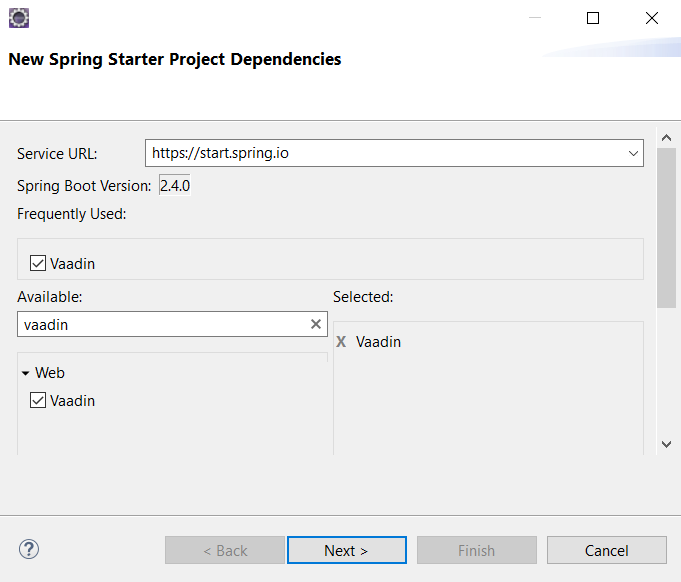 New Spring Starter Project Dependencies
Service URL: https://start.spring.io
Spring Boot Version: 2.4.0
Frequently Used:
Vaadin
Available: Selected:
vaadin
X Vaadin
Web
Vaadin
? < Back Next > Finish Cancel